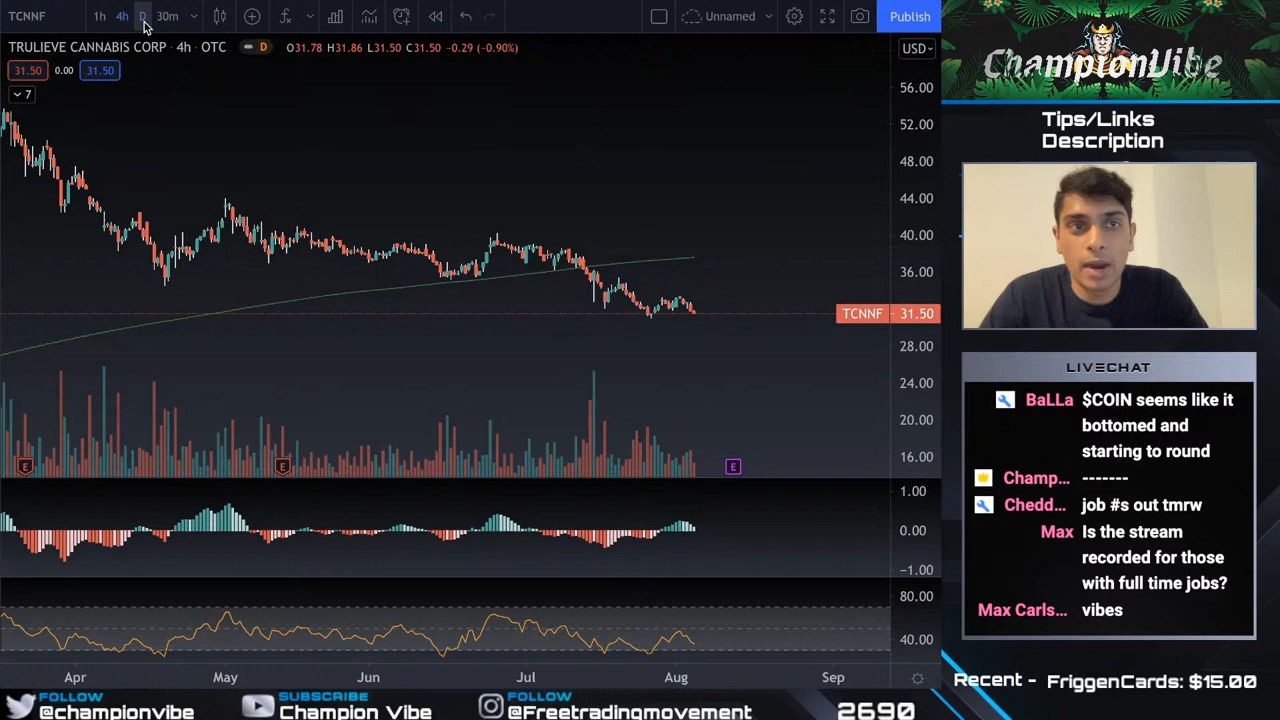 TCNNF
1h 4h D 30m
Unnamed
Publish
TRULIEVE CANNABIS CORP · 4h · OTC
D
O31.78 H31.86 L31.50 C31.50 -0.29 (-0.90%)
USD
31.50 0.00 31.50
7
56.00
52.00
48.00
44.00
40.00
36.00
TCNNF 31.50
28.00
24.00
20.00
16.00
E E E
1.00
0.00
-1.00
80.00
40.00
Apr May Jun Jul Aug Sep
ChampionVibe
Tips/Links
Description
LIVECHAT
BaLLa $COIN seems like it
bottomed and
starting to round
Champ... -------
Chedd... job #s out tmrw
Max Is the stream
recorded for those
with full time jobs?
Max Carls... vibes
Recent - FriggenCards: $15.00
FOLLOW
@championvibe
SUBSCRIBE
Champion Vibe
FOLLOW
@Freetradingmovement
2690